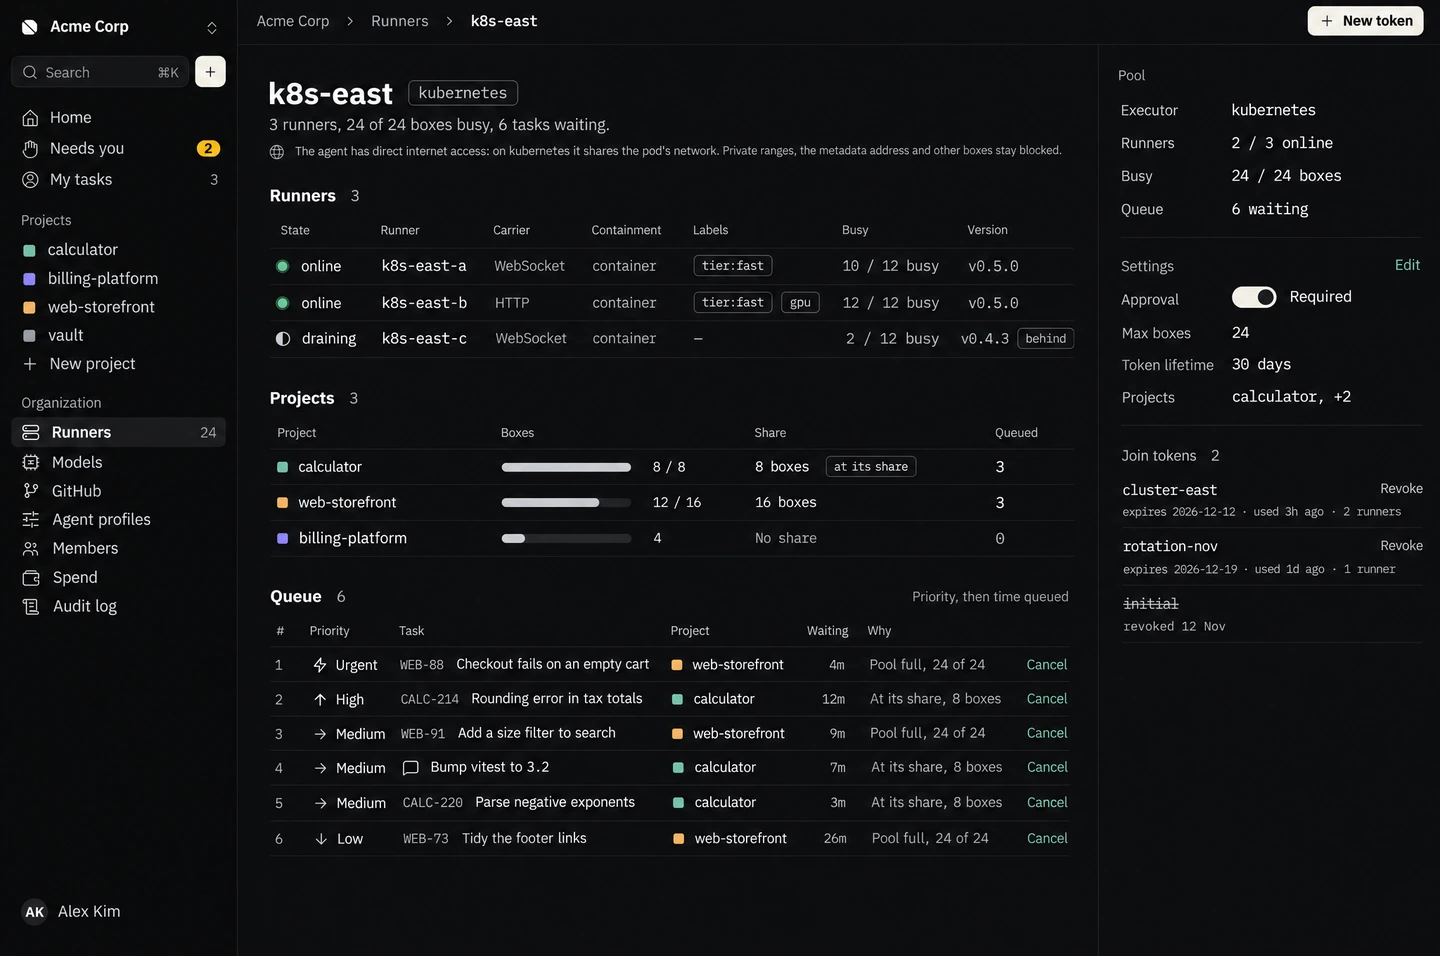 Acme Corp
Search ⌘K +
Home
Needs you 2
My tasks 3
Projects
calculator
billing-platform
web-storefront
vault
+ New project
Organization
Runners 24
Models
GitHub
Agent profiles
Members
Spend
Audit log
AK Alex Kim
Acme Corp > Runners > k8s-east
+ New token
k8s-east kubernetes
3 runners, 24 of 24 boxes busy, 6 tasks waiting.
The agent has direct internet access: on kubernetes it shares the pod's network. Private ranges, the metadata address and other boxes stay blocked.
Runners 3
State Runner Carrier Containment Labels Busy Version
online k8s-east-a WebSocket container tier:fast 10 / 12 busy v0.5.0
online k8s-east-b HTTP container tier:fast gpu 12 / 12 busy v0.5.0
draining k8s-east-c WebSocket container — 2 / 12 busy v0.4.3 behind
Projects 3
Project Boxes Share Queued
calculator 8 / 8 8 boxes at its share 3
web-storefront 12 / 16 16 boxes 3
billing-platform 4 No share 0
Queue 6 Priority, then time queued
# Priority Task Project Waiting Why
1 Urgent WEB-88 Checkout fails on an empty cart web-storefront 4m Pool full, 24 of 24 Cancel
2 High CALC-214 Rounding error in tax totals calculator 12m At its share, 8 boxes Cancel
3 Medium WEB-91 Add a size filter to search web-storefront 9m Pool full, 24 of 24 Cancel
4 Medium Bump vitest to 3.2 calculator 7m At its share, 8 boxes Cancel
5 Medium CALC-220 Parse negative exponents calculator 3m At its share, 8 boxes Cancel
6 Low WEB-73 Tidy the footer links web-storefront 26m Pool full, 24 of 24 Cancel
Pool
Executor kubernetes
Runners 2 / 3 online
Busy 24 / 24 boxes
Queue 6 waiting
Settings Edit
Approval Required
Max boxes 24
Token lifetime 30 days
Projects calculator, +2
Join tokens 2
cluster-east Revoke
expires 2026-12-12 · used 3h ago · 2 runners
rotation-nov Revoke
expires 2026-12-19 · used 1d ago · 1 runner
initial
revoked 12 Nov